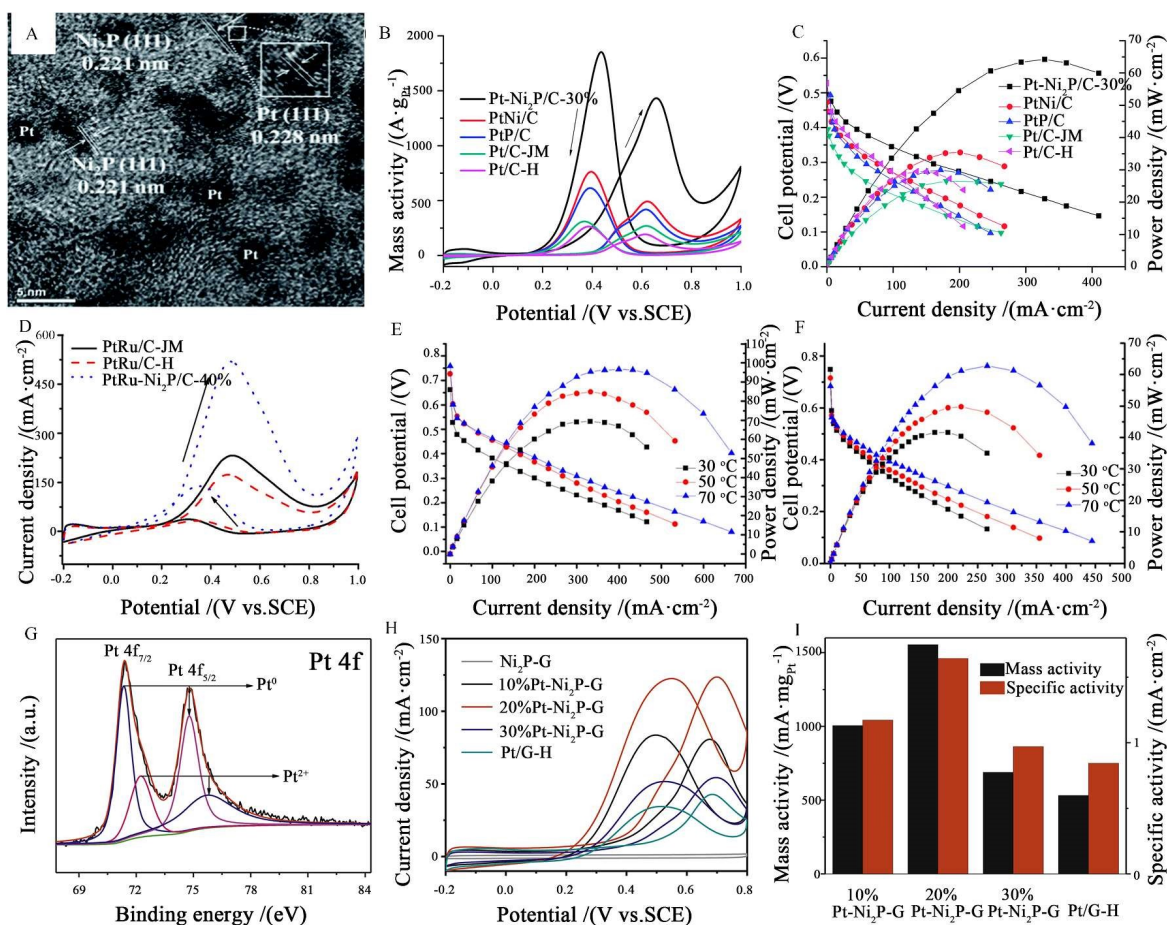 A
Ni₂P (111)
0.221 nm
Pt (111)
0.228 nm
Pt
Ni₂P (111)
0.221 nm
Pt
Pt
5 nm
B
Mass activity /(A·g_Pt⁻¹)
2000
1500
1000
500
0
Pt-Ni₂P/C-30%
PtNi/C
PtP/C
Pt/C-JM
Pt/C-H
-0.2 0.0 0.2 0.4 0.6 0.8 1.0
Potential /(V vs.SCE)
C
Cell potential /(V)
0.6
0.5
0.4
0.3
0.2
0.1
0.0
Pt-Ni₂P/C-30%
PtNi/C
PtP/C
Pt/C-JM
Pt/C-H
70
60
50
40
30
20
10
0
Power density /(mW·cm⁻²)
0 100 200 300 400
Current density /(mA·cm⁻²)
D
Current density /(mA·cm⁻²)
600
450
300
150
0
PtRu/C-JM
PtRu/C-H
PtRu-Ni₂P/C-40%
-0.2 0.0 0.2 0.4 0.6 0.8 1.0
Potential /(V vs.SCE)
E
Cell potential /(V)
0.8
0.7
0.6
0.5
0.4
0.3
0.2
0.1
0.0
30 °C
50 °C
70 °C
110
100
90
80
70
60
50
40
30
20
10
0
Power density /(mW·cm⁻²)
0 100 200 300 400 500 600 700
Current density /(mA·cm⁻²)
F
Cell potential /(V)
0.8
0.6
0.4
0.2
0.0
30 °C
50 °C
70 °C
70
60
50
40
30
20
10
0
Power density /(mW·cm⁻²)
0 50 100 150 200 250 300 350 400 450 500
Current density /(mA·cm⁻²)
G
Pt 4f
Pt 4f₇/₂
Pt 4f₅/₂
Pt⁰
Pt²⁺
Intensity /(a.u.)
69 72 75 78 81 84
Binding energy /(eV)
H
Current density /(mA·cm⁻²)
150
125
100
75
50
25
0
Ni₂P-G
10%Pt-Ni₂P-G
20%Pt-Ni₂P-G
30%Pt-Ni₂P-G
Pt/G-H
-0.2 0.0 0.2 0.4 0.6 0.8
Potential /(V vs.SCE)
I
Mass activity /(mA·mg_Pt⁻¹)
1500
1000
500
0
Mass activity
Specific activity
1
0
Specific activity /(mA·cm⁻²)
10% 20% 30%
Pt-Ni₂P-G Pt-Ni₂P-G Pt-Ni₂P-G Pt/G-H